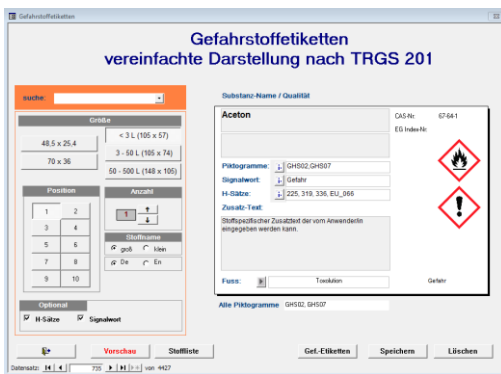 Gefahrstoffetiketten
Gefahrstoffetiketten
vereinfachte Darstellung nach TRGS 201
suche:
Größe
48,5 x 25,4
70 x 36
< 3 L (105 x 57)
3 - 50 L (105 x 74)
50 - 500 L (148 x 105)
Position
1 2
3 4
5 6
7 8
9 10
Anzahl
1
Stoffname
groß klein
De En
Optional
H-Sätze Signalwort
Substanz-Name / Qualität
Aceton
CAS-Nr: 67-64-1
EG Index-Nr:
Piktogramme: GHS02,GHS07
Signalwort: Gefahr
H-Sätze: 225, 319, 336, EU_066
Zusatz-Text:
Stoffspezifischer Zusatztext der vom Anwender/in
eingegeben werden kann.
Fuss: Toxolution Gefahr
Alle Piktogramme GHS02, GHS07
Vorschau Stoffliste Gef.-Etiketten Speichern Löschen
Datensatz: 735 von 4427